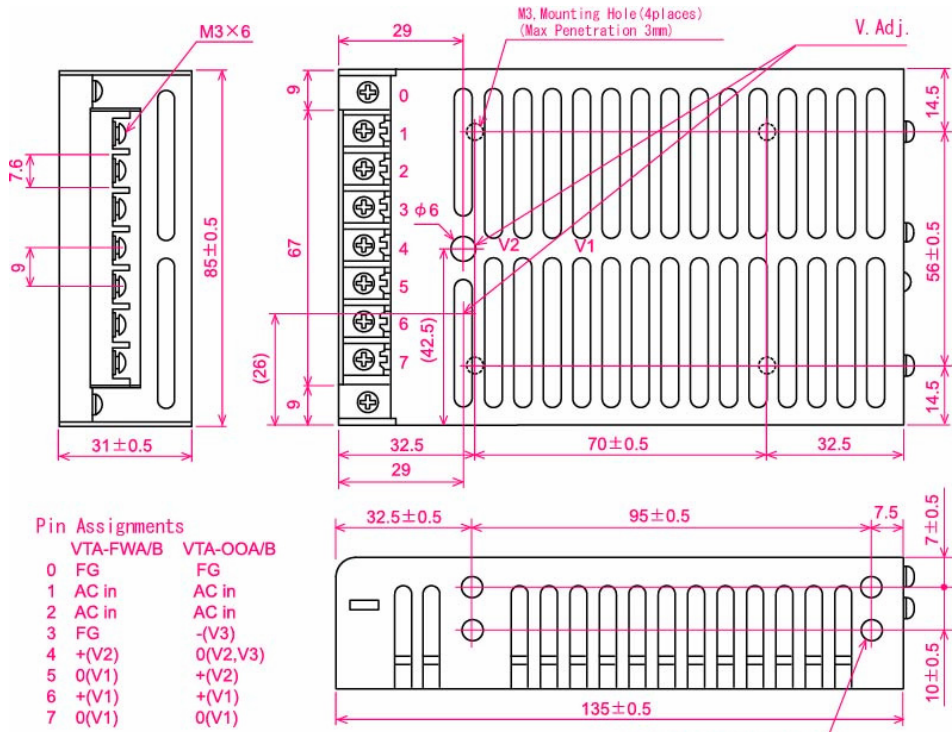 M3×6
29
M3, Mounting Hole(4places)
(Max Penetration 3mm)
V. Adj.
9
0
14.5
1
7.6
2
3
φ6
85±0.5
67
4
V2
V1
56±0.5
9
5
6
(42.5)
(26)
7
9
14.5
31±0.5
32.5
70±0.5
32.5
29
32.5±0.5
95±0.5
7.5
7±0.5
Pin Assignments
VTA-FWA/B VTA-OOA/B
0 FG FG
1 AC in AC in
2 AC in AC in
3 FG -(V3)
4 +(V2) 0(V2,V3)
5 0(V1) +(V2)
6 +(V1) +(V1)
7 0(V1) 0(V1)
10±0.5
135±0.5